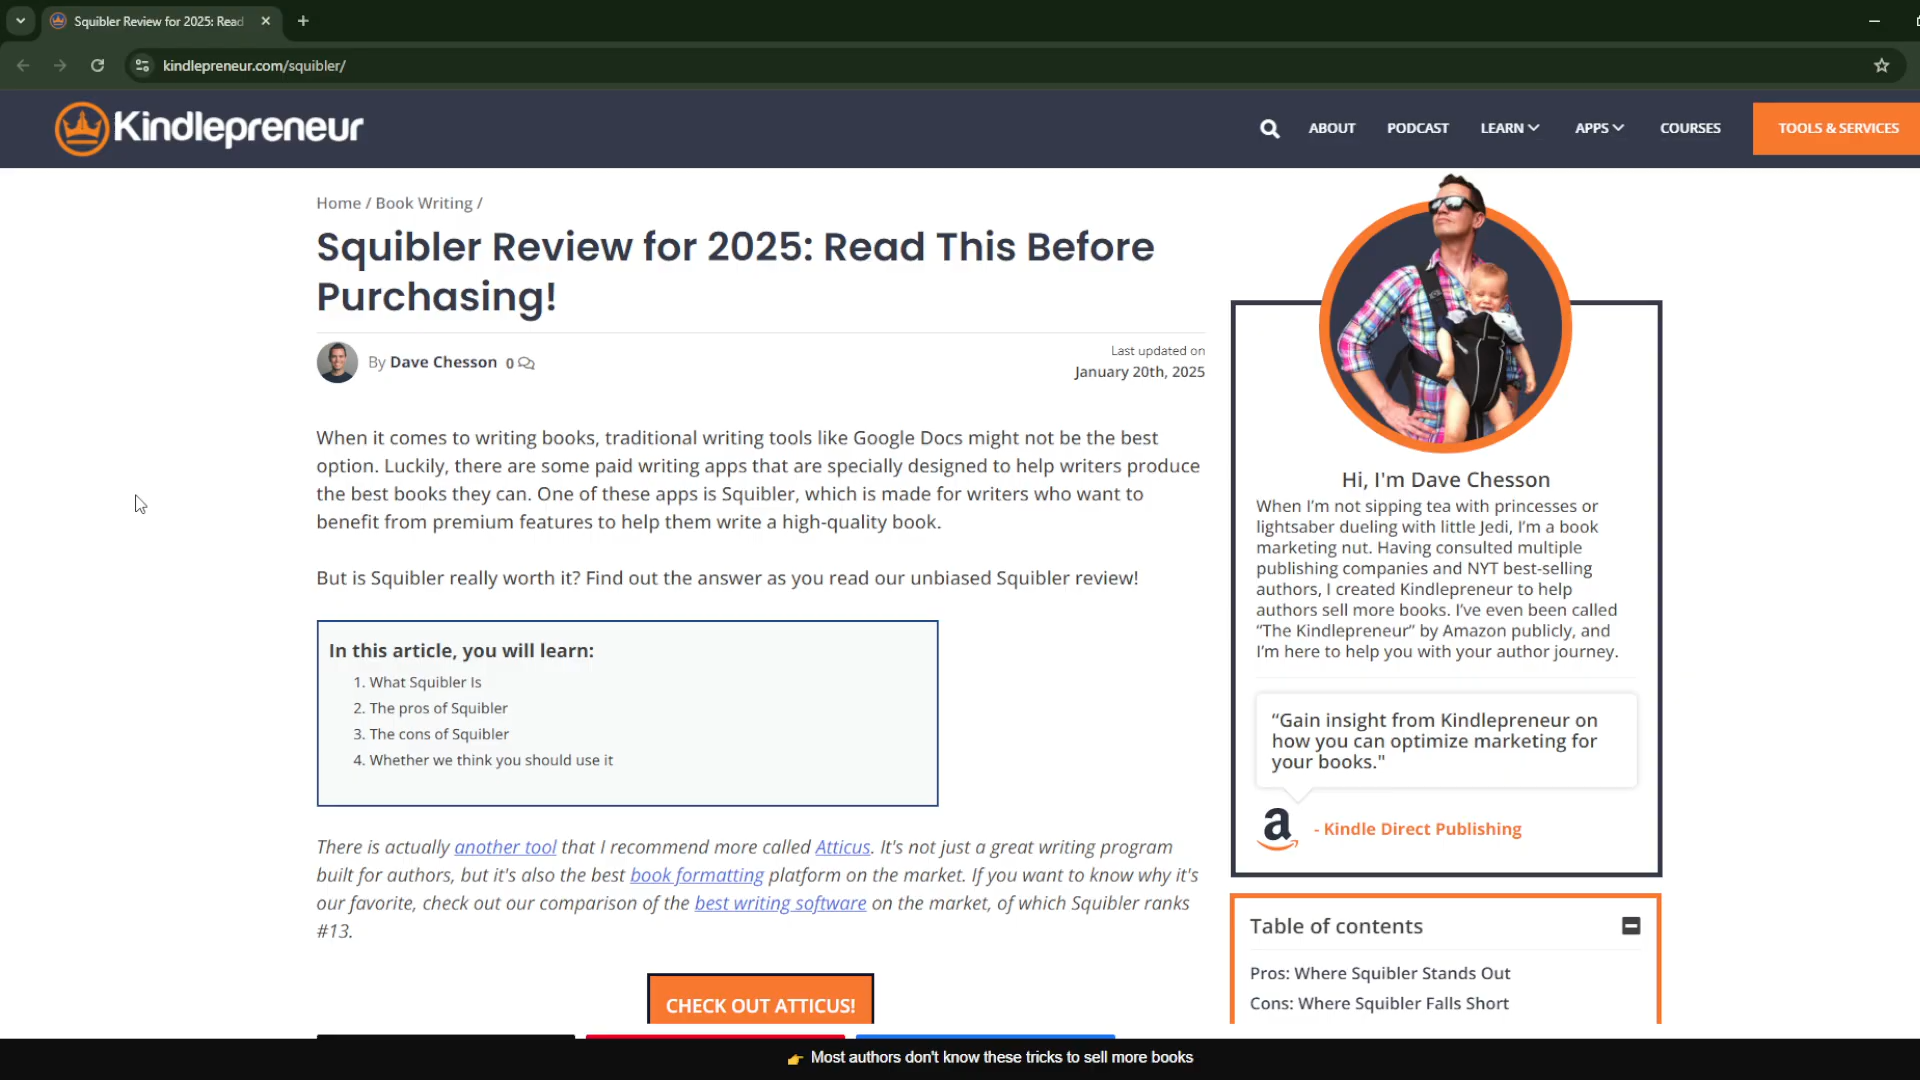 Squibler Review for 2025: Read
kindlepreneur.com/squibler/
Kindlepreneur
ABOUT
PODCAST
LEARN
APPS
COURSES
TOOLS & SERVICES
Home / Book Writing /
Squibler Review for 2025: Read This Before
Purchasing!
By Dave Chesson 0
Last updated on
January 20th, 2025
When it comes to writing books, traditional writing tools like Google Docs might not be the best
option. Luckily, there are some paid writing apps that are specially designed to help writers produce
the best books they can. One of these apps is Squibler, which is made for writers who want to
benefit from premium features to help them write a high-quality book.
But is Squibler really worth it? Find out the answer as you read our unbiased Squibler review!
In this article, you will learn:
1. What Squibler Is
2. The pros of Squibler
3. The cons of Squibler
4. Whether we think you should use it
There is actually another tool that I recommend more called Atticus. It's not just a great writing program
built for authors, but it's also the best book formatting platform on the market. If you want to know why it's
our favorite, check out our comparison of the best writing software on the market, of which Squibler ranks
#13.
CHECK OUT ATTICUS!
Hi, I'm Dave Chesson
When I'm not sipping tea with princesses or
lightsaber dueling with little Jedi, I'm a book
marketing nut. Having consulted multiple
publishing companies and NYT best-selling
authors, I created Kindlepreneur to help
authors sell more books. I've even been called
“The Kindlepreneur” by Amazon publicly, and
I'm here to help you with your author journey.
“Gain insight from Kindlepreneur on
how you can optimize marketing for
your books."
a
- Kindle Direct Publishing
Table of contents
Pros: Where Squibler Stands Out
Cons: Where Squibler Falls Short
👉 Most authors don't know these tricks to sell more books